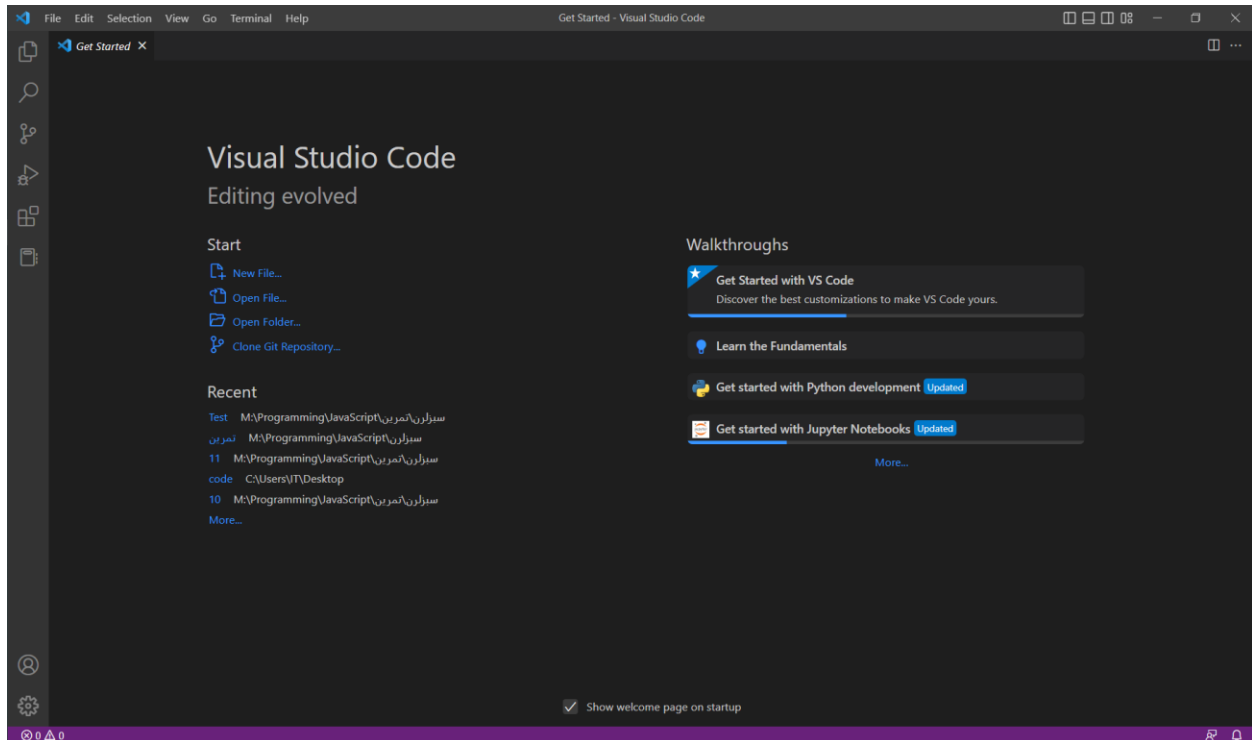 File Edit Selection View Go Terminal Help
Get Started - Visual Studio Code
Get Started
Visual Studio Code
Editing evolved
Start
New File...
Open File...
Open Folder...
Clone Git Repository...
Recent
Test M:\Programming\JavaScript\سبزلرن\تمرین
تمرین M:\Programming\JavaScript\سبزلرن
11 M:\Programming\JavaScript\سبزلرن\تمرین
code C:\Users\IT\Desktop
10 M:\Programming\JavaScript\سبزلرن\تمرین
More...
Walkthroughs
Get Started with VS Code
Discover the best customizations to make VS Code yours.
Learn the Fundamentals
Get started with Python development Updated
Get started with Jupyter Notebooks Updated
More...
Show welcome page on startup
0 0